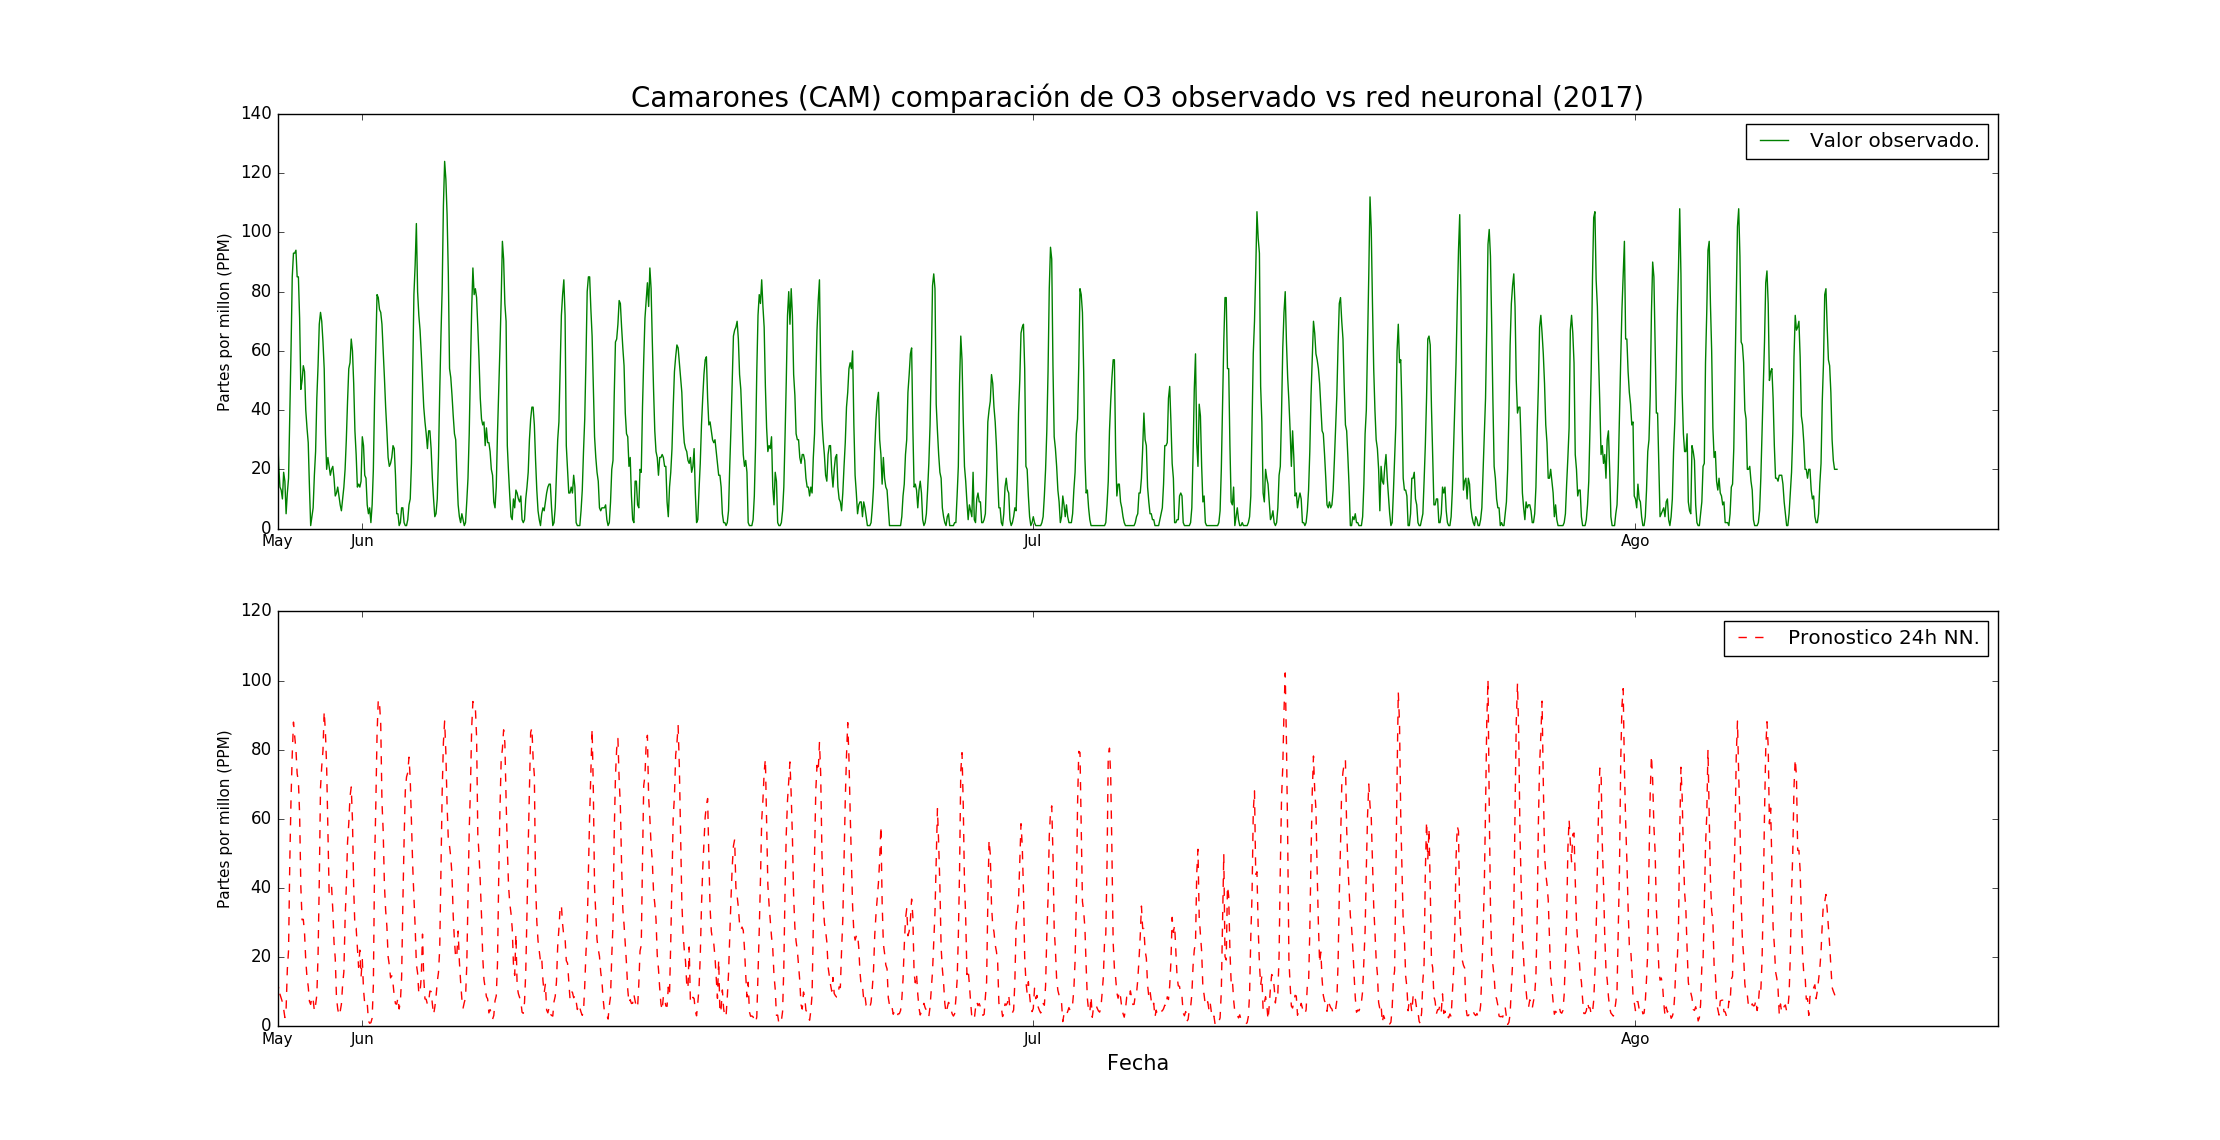 Camarones (CAM) comparación de O3 observado vs red neuronal (2017)
140
120
100
80
60
40
20
0
Partes por millon (PPM)
Valor observado.
May
Jun
Jul
Ago
120
100
80
60
40
20
0
Partes por millon (PPM)
Pronostico 24h NN.
May
Jun
Jul
Ago
Fecha